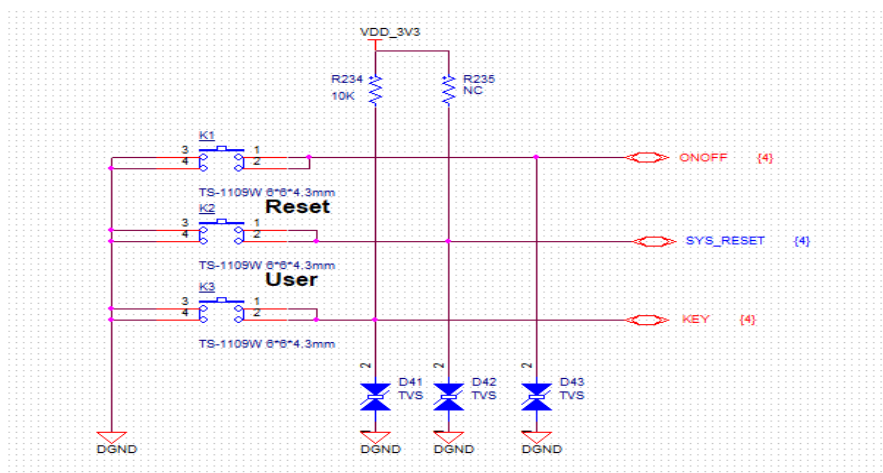 VDD_3V3
R234
10K
R235
NC
K1
3
4
1
2
TS-1109W 6*6*4.3mm
ONOFF {4}
Reset
K2
3
4
1
2
TS-1109W 6*6*4.3mm
SYS_RESET {4}
User
K3
3
4
1
2
TS-1109W 6*6*4.3mm
KEY {4}
2
D41
TVS
2
D42
TVS
2
D43
TVS
DGND
DGND
DGND
DGND